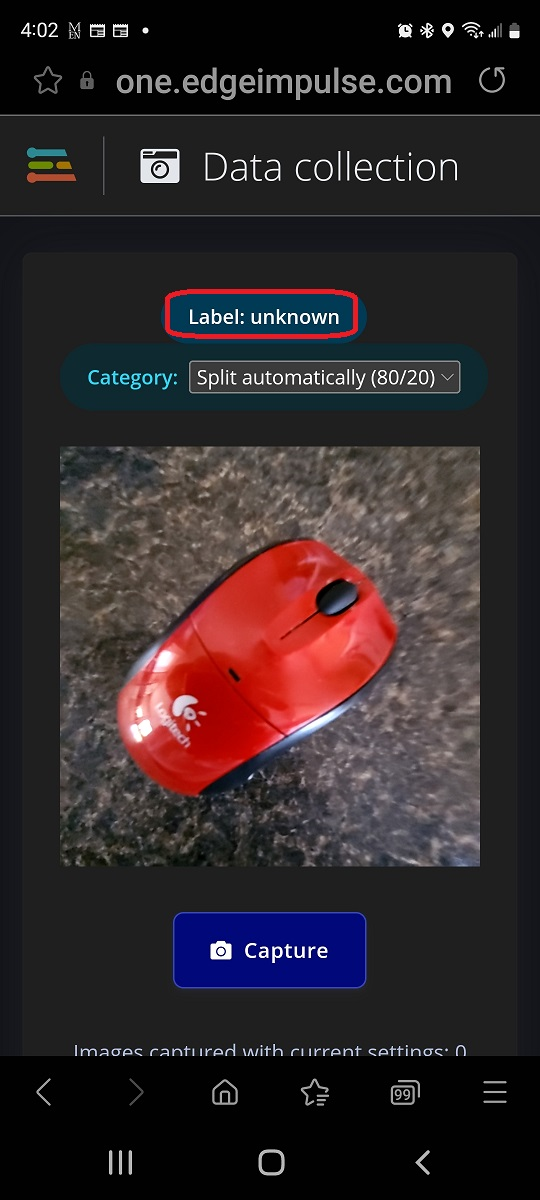 4:02
one.edgeimpulse.com
Data collection
Label: unknown
Category: Split automatically (80/20)
Logitech
Capture
Images captured with current settings: 0
99